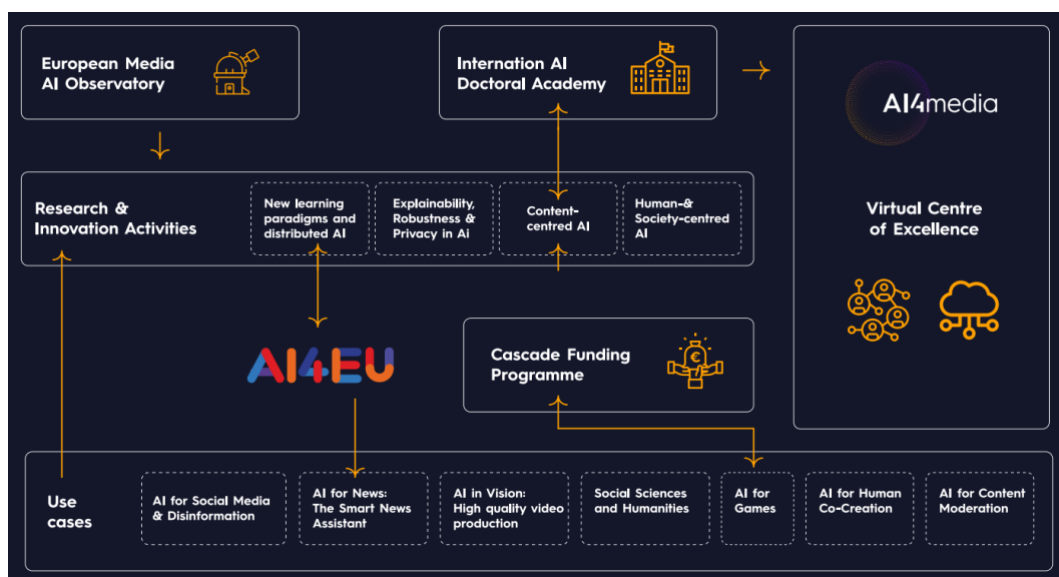 European Media
AI Observatory
Internation AI
Doctoral Academy
AI4media
Virtual Centre
of Excellence
Research &
Innovation Activities
New learning
paradigms and
distributed AI
Explainability,
Robustness &
Privacy in Ai
Content-
centred AI
Human-&
Society-centred
AI
AI4EU
Cascade Funding
Programme
€
Use
cases
AI for Social Media
& Disinformation
AI for News:
The Smart News
Assistant
AI in Vision:
High quality video
production
Social Sciences
and Humanities
AI for
Games
AI for Human
Co-Creation
AI for Content
Moderation